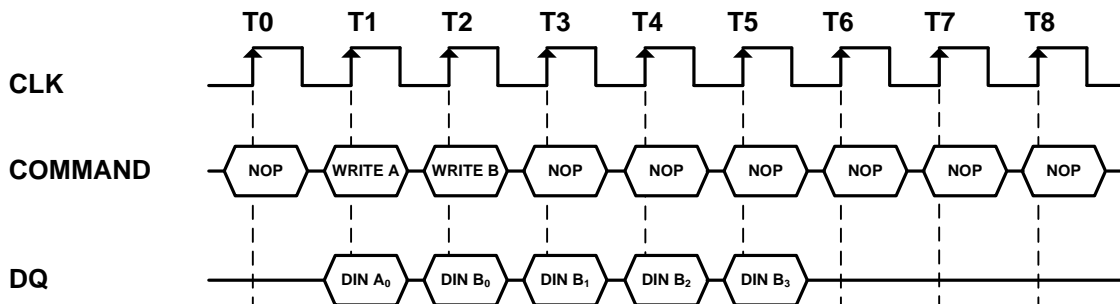 T0 T1 T2 T3 T4 T5 T6 T7 T8
CLK
COMMAND NOP WRITE A WRITE B NOP NOP NOP NOP NOP NOP
DQ DIN A₀ DIN B₀ DIN B₁ DIN B₂ DIN B₃